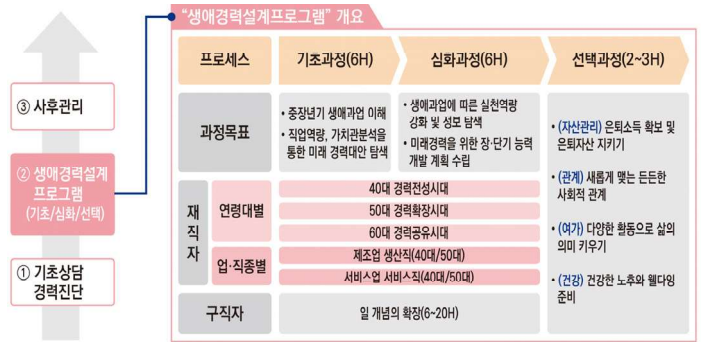 "생애경력설계프로그램" 개요
③ 사후관리
② 생애경력설계
프로그램
(기초/심화/선택)
① 기초상담
경력진단
프로세스
기초과정(6H)
심화과정(6H)
선택과정(2~3H)
과정목표
• 중장년기 생애과업 이해
• 직업역량, 가치관분석을
통한 미래 경력대안 탐색
• 생애과업에 따른 실천역량
강화 및 성모 탐색
• 미래경력을 위한 장·단기 능력
개발 계획 수립
• (자산관리) 은퇴소득 확보 및
은퇴자산 지키기
• (관계) 새롭게 맺는 든든한
사회적 관계
• (여가) 다양한 활동으로 삶의
의미 키우기
• (건강) 건강한 노후와 웰다잉
준비
재직자
연령대별
40대 경력전성시대
50대 경력확장시대
60대 경력공유시대
업·직종별
제조업 생산직(40대/50대)
서비스업 서비스직(40대/50대)
구직자
일 개념의 확장(6~20H)